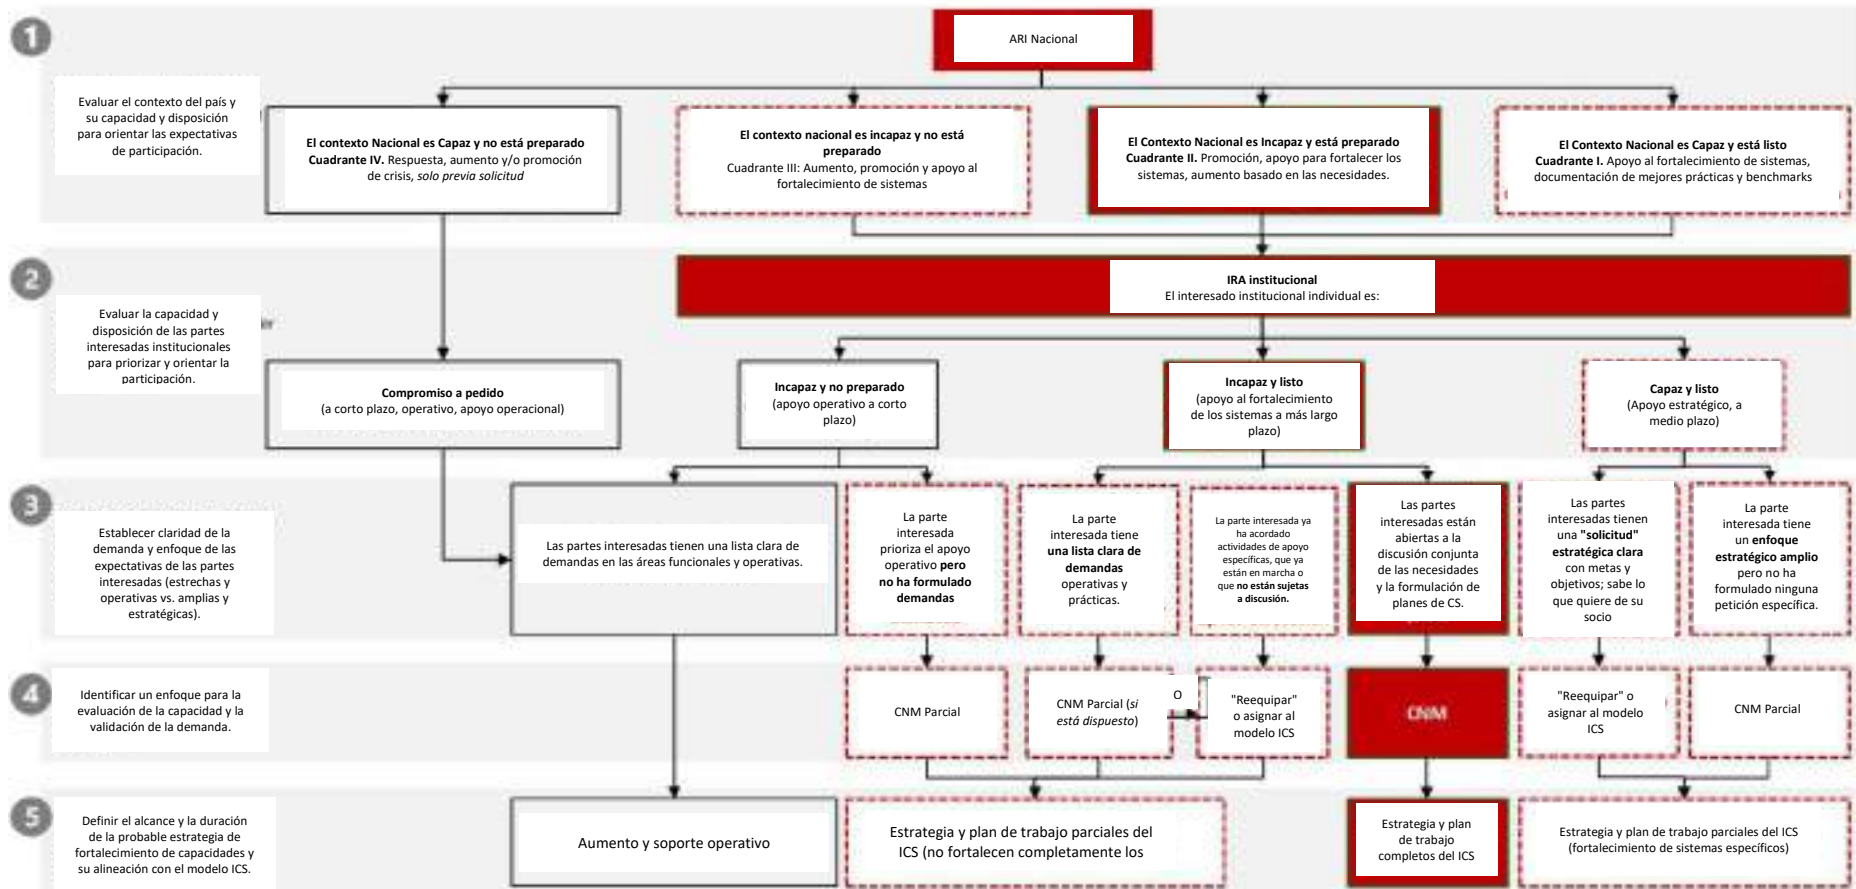 1
ARI Nacional
Evaluar el contexto del país y
su capacidad y disposición
para orientar las expectativas
de participación.
El contexto Nacional es Capaz y no está preparado
Cuadrante IV. Respuesta, aumento y/o promoción
de crisis, solo previa solicitud
El contexto nacional es incapaz y no está
preparado
Cuadrante III: Aumento, promoción y apoyo al
fortalecimiento de sistemas
El Contexto Nacional es Incapaz y está preparado
Cuadrante II. Promoción, apoyo para fortalecer los
sistemas, aumento basado en las necesidades.
El Contexto Nacional es Capaz y está listo
Cuadrante I. Apoyo al fortalecimiento de sistemas,
documentación de mejores prácticas y benchmarks
2
IRA institucional
El interesado institucional individual es:
Evaluar la capacidad y
disposición de las partes
interesadas institucionales
para priorizar y orientar la
participación.
Compromiso a pedido
(a corto plazo, operativo, apoyo operacional)
Incapaz y no preparado
(apoyo operativo a corto
plazo)
Incapaz y listo
(apoyo al fortalecimiento
de los sistemas a más largo
plazo)
Capaz y listo
(Apoyo estratégico, a
medio plazo)
3
Establecer claridad de la
demanda y enfoque de las
expectativas de las partes
interesadas (estrechas y
operativas vs. amplias y
estratégicas).
Las partes interesadas tienen una lista clara de
demandas en las áreas funcionales y operativas.
La parte
interesada
prioriza el apoyo
operativo pero
no ha formulado
demandas
La parte
interesada tiene
una lista clara de
demandas
operativas y
prácticas.
La parte interesada ya
ha acordado
actividades de apoyo
específicas, que ya
están en marcha o
que no están sujetas
a discusión.
Las partes
interesadas están
abiertas a la
discusión conjunta
de las necesidades
y la formulación de
planes de CS.
Las partes
interesadas tienen
una "solicitud"
estratégica clara
con metas y
objetivos; sabe lo
que quiere de su
socio
La parte
interesada tiene
un enfoque
estratégico amplio
pero no ha
formulado ninguna
petición específica.
4
Identificar un enfoque para la
evaluación de la capacidad y la
validación de la demanda.
CNM Parcial
CNM Parcial (si
está dispuesto)
O
"Reequipar"
o asignar al
modelo ICS
CNM
"Reequipar" o
asignar al modelo
ICS
CNM Parcial
5
Definir el alcance y la duración
de la probable estrategia de
fortalecimiento de capacidades y
su alineación con el modelo ICS.
Aumento y soporte operativo
Estrategia y plan de trabajo parciales del
ICS (no fortalecen completamente los
Estrategia y plan
de trabajo
completos del ICS
Estrategia y plan de trabajo parciales del ICS
(fortalecimiento de sistemas específicos)